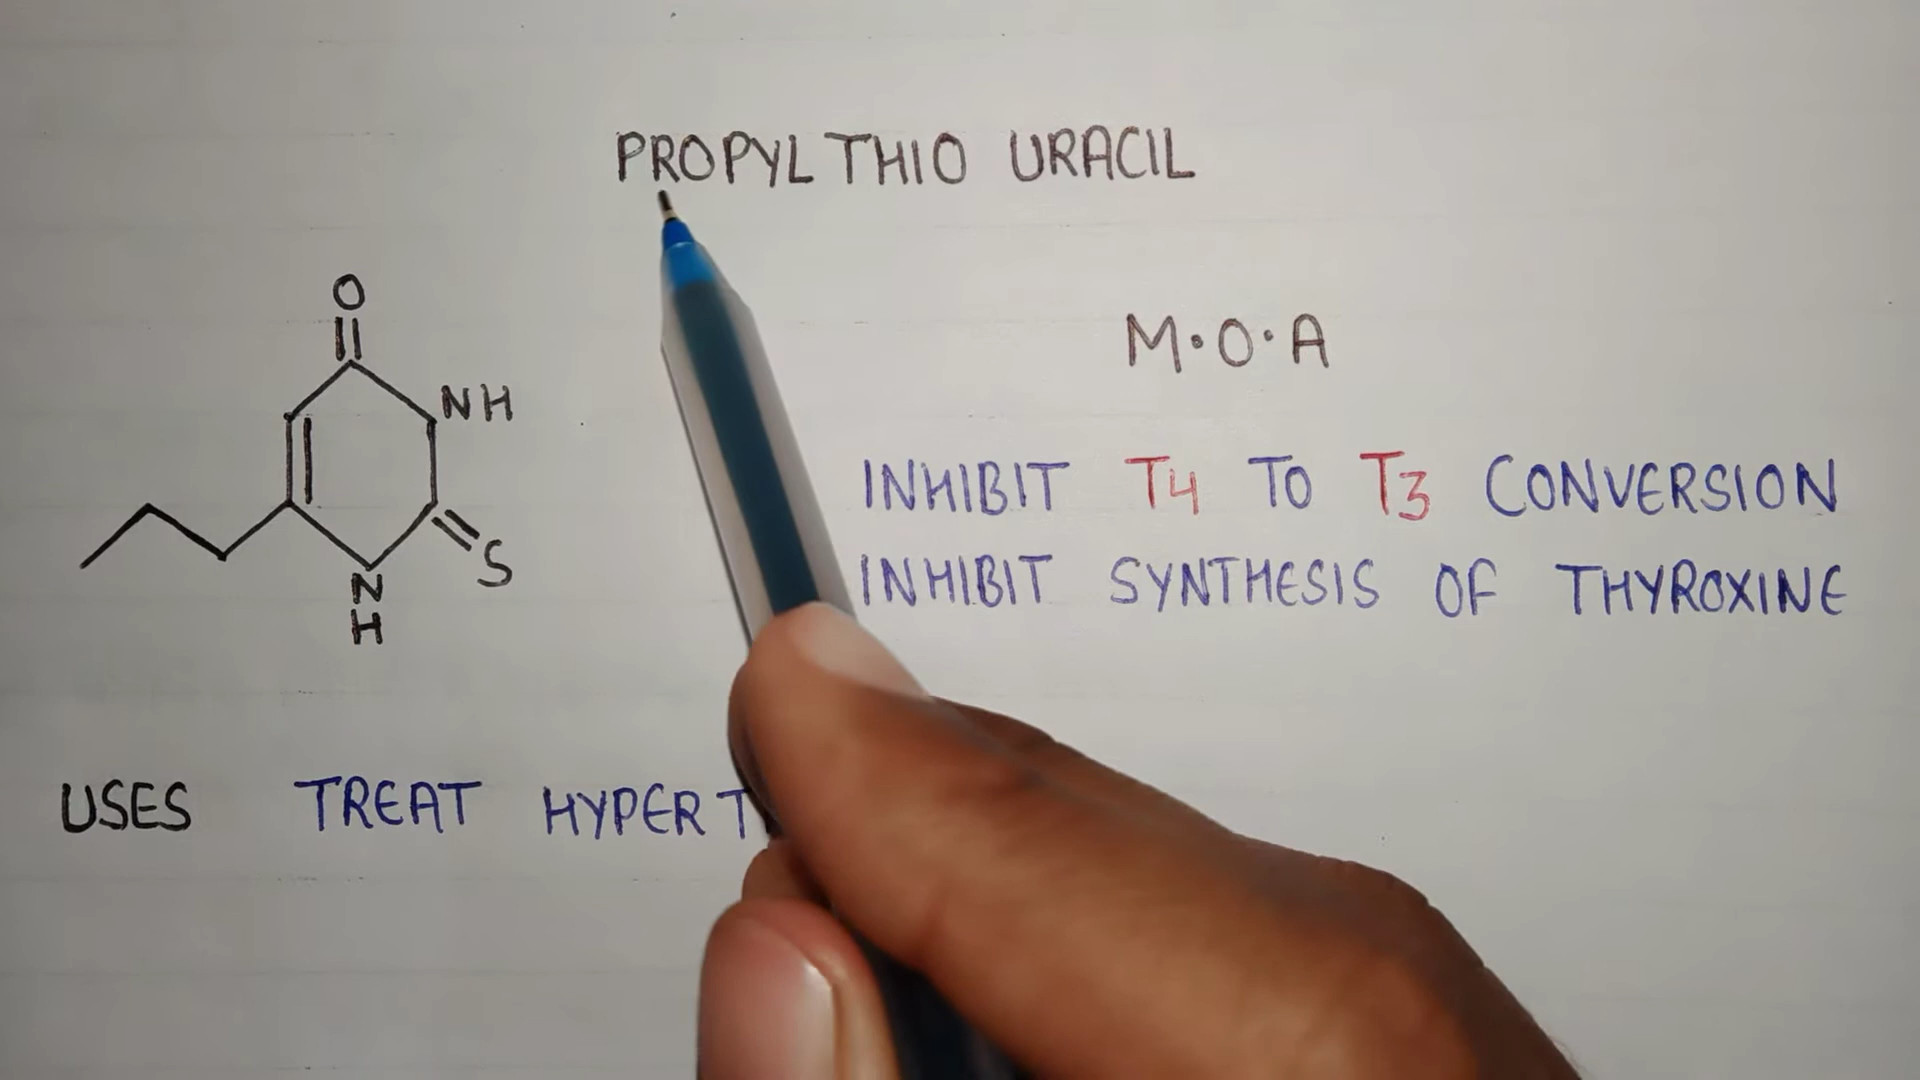 PROPYL THIO URACIL
O
NH
S
N
H
M.O.A
INHIBIT T4 TO T3 CONVERSION
INHIBIT SYNTHESIS OF THYROXINE
USES TREAT HYPER T